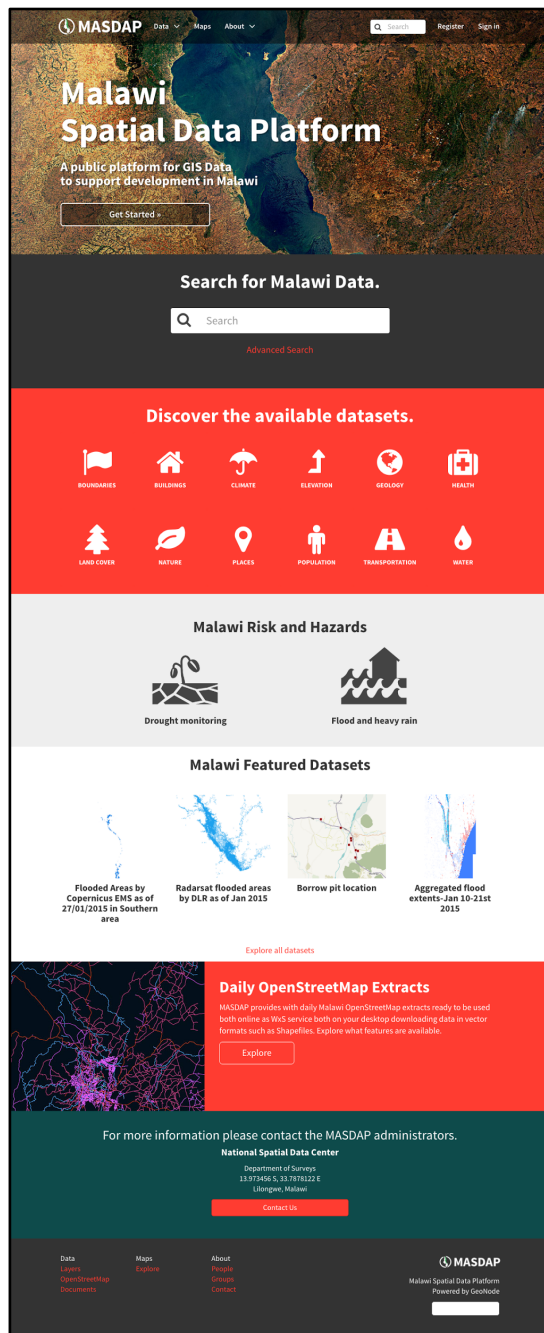 MASDAP Data Maps About Search Register Sign in
Malawi
Spatial Data Platform
A public platform for GIS Data
to support development in Malawi
Get Started »
Search for Malawi Data.
Search
Advanced Search
Discover the available datasets.
BOUNDARIES BUILDINGS CLIMATE ELEVATION GEOLOGY HEALTH
LAND COVER NATURE PLACES POPULATION TRANSPORTATION WATER
Malawi Risk and Hazards
Drought monitoring Flood and heavy rain
Malawi Featured Datasets
Flooded Areas by
Copernicus EMS as of
27/01/2015 in Southern
area
Radarsat flooded areas
by DLR as of Jan 2015
Borrow pit location
Aggregated flood
extents-Jan 10-21st
2015
Explore all datasets
Daily OpenStreetMap Extracts
MASDAP provides with daily Malawi OpenStreetMap extracts ready to be used
both online as WxS service both on your desktop downloading data in vector
formats such as Shapefiles. Explore what features are available.
Explore
For more information please contact the MASDAP administrators.
National Spatial Data Center
Department of Surveys
13.973456 S, 33.7878122 E
Lilongwe, Malawi
Contact Us
Data
Layers
OpenStreetMap
Documents
Maps
Explore
About
People
Groups
Contact
MASDAP
Malawi Spatial Data Platform
Powered by GeoNode